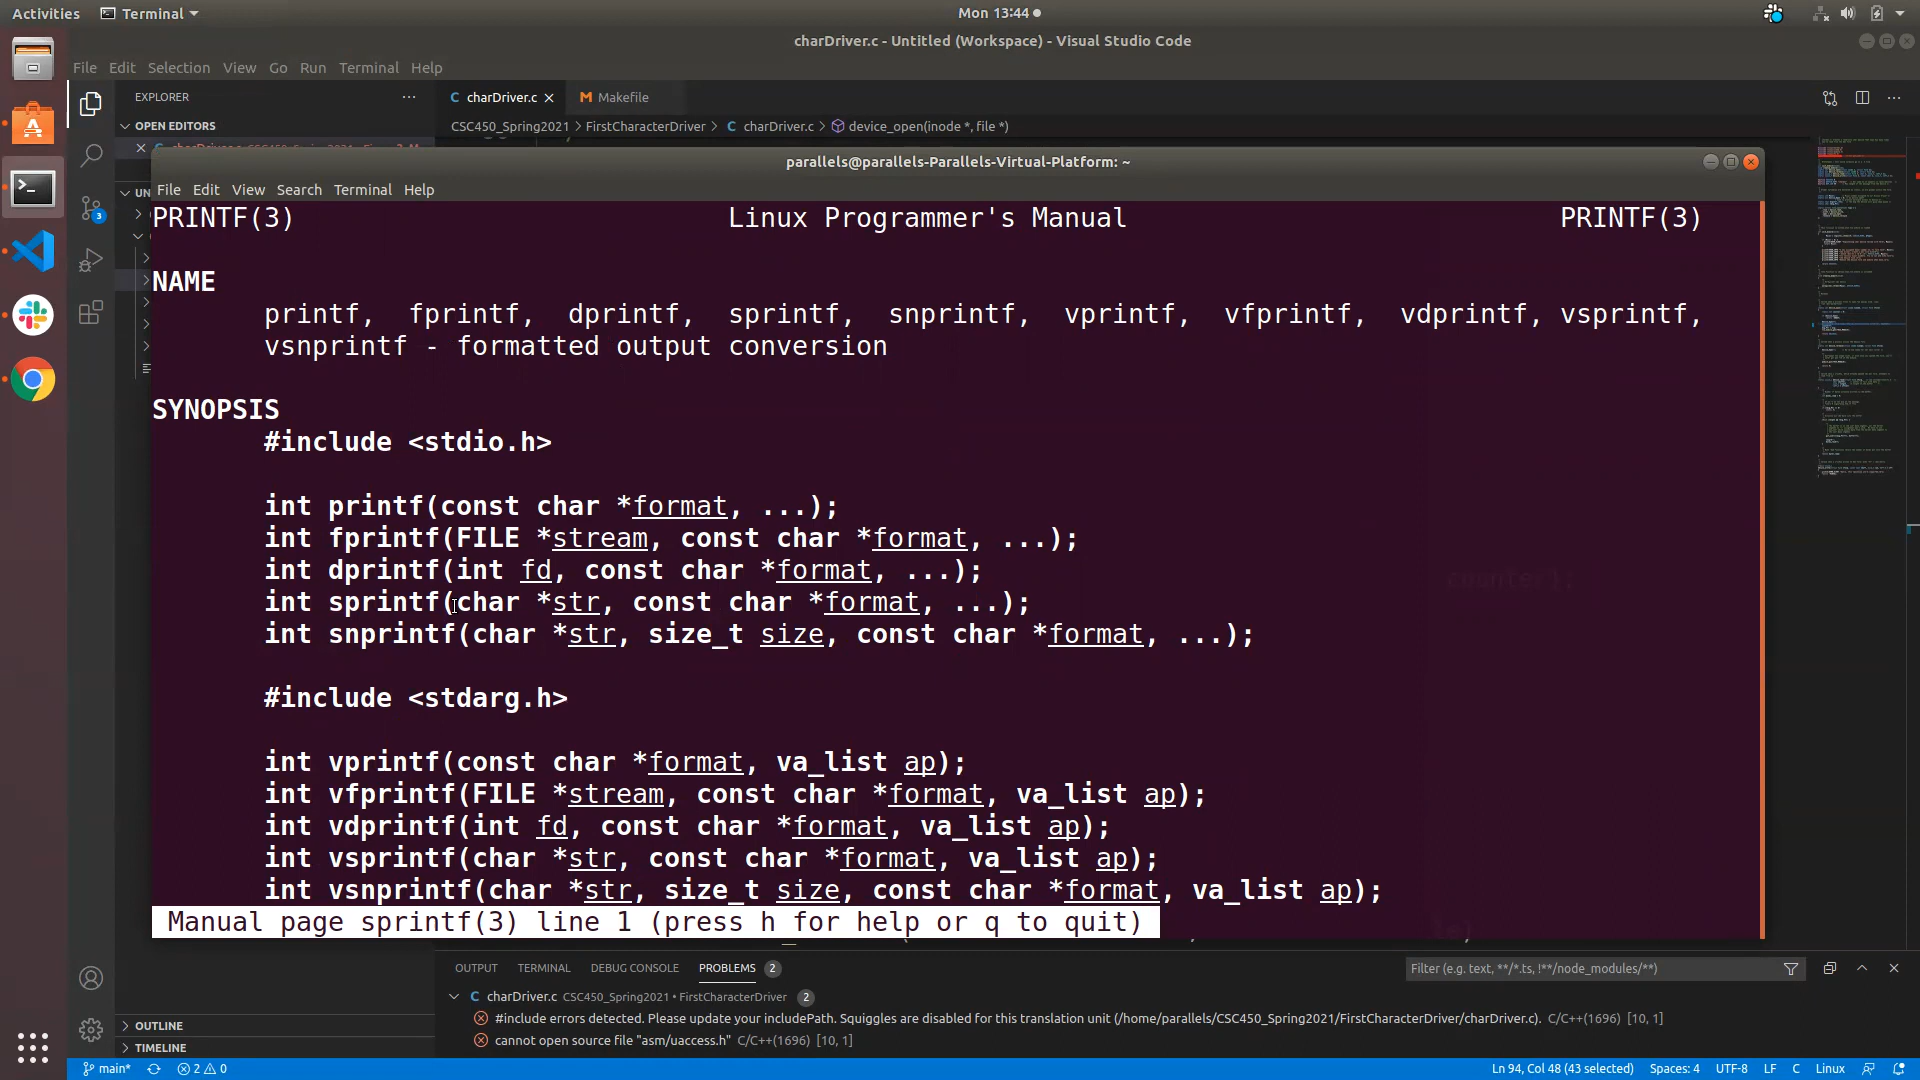 Activities Terminal Mon 13:44
charDriver.c - Untitled (Workspace) - Visual Studio Code
File Edit Selection View Go Run Terminal Help
EXPLORER ... charDriver.c Makefile ...
OPEN EDITORS CSC450_Spring2021 > FirstCharacterDriver > charDriver.c > device_open(inode *, file *)
parallels@parallels-Parallels-Virtual-Platform: ~
File Edit View Search Terminal Help
UN
PRINTF(3) Linux Programmer's Manual PRINTF(3)
NAME
printf, fprintf, dprintf, sprintf, snprintf, vprintf, vfprintf, vdprintf, vsprintf,
vsnprintf - formatted output conversion
SYNOPSIS
#include <stdio.h>
int printf(const char *format, ...);
int fprintf(FILE *stream, const char *format, ...);
int dprintf(int fd, const char *format, ...);
int sprintf(char *str, const char *format, ...);
int snprintf(char *str, size_t size, const char *format, ...);
#include <stdarg.h>
int vprintf(const char *format, va_list ap);
int vfprintf(FILE *stream, const char *format, va_list ap);
int vdprintf(int fd, const char *format, va_list ap);
int vsprintf(char *str, const char *format, va_list ap);
int vsnprintf(char *str, size_t size, const char *format, va_list ap);
Manual page sprintf(3) line 1 (press h for help or q to quit)
counter);
OUTPUT TERMINAL DEBUG CONSOLE PROBLEMS 2 Filter (e.g. text, **/*.ts, !**/node_modules/**)
charDriver.c CSC450_Spring2021 • FirstCharacterDriver 2
#include errors detected. Please update your includePath. Squiggles are disabled for this translation unit (/home/parallels/CSC450_Spring2021/FirstCharacterDriver/charDriver.c). C/C++(1696) [10, 1]
cannot open source file "asm/uaccess.h" C/C++(1696) [10, 1]
OUTLINE
TIMELINE
main* 2 0 Ln 94, Col 48 (43 selected) Spaces: 4 UTF-8 LF C Linux